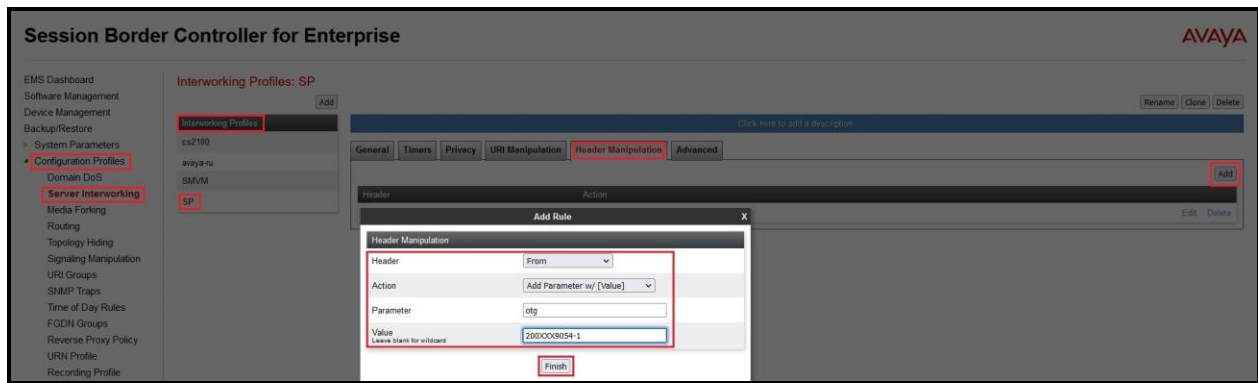 Session Border Controller for Enterprise
AVAYA
EMS Dashboard
Software Management
Device Management
Backup/Restore
System Parameters
Configuration Profiles
Domain DoS
Server Interworking
Media Forking
Routing
Topology Hiding
Signaling Manipulation
URI Groups
SNMP Traps
Time of Day Rules
FGDN Groups
Reverse Proxy Policy
URN Profile
Recording Profile
Interworking Profiles: SP
Add
Rename Clone Delete
Interworking Profiles
cs2100
avaya-ru
SMVM
SP
Click here to add a description
General Timers Privacy URI Manipulation Header Manipulation Advanced
Add
Header Action
Edit Delete
Add Rule X
Header Manipulation
Header From
Action Add Parameter w/ [Value]
Parameter otg
Value 200XXX9054-1
Leave blank for wildcard
Finish